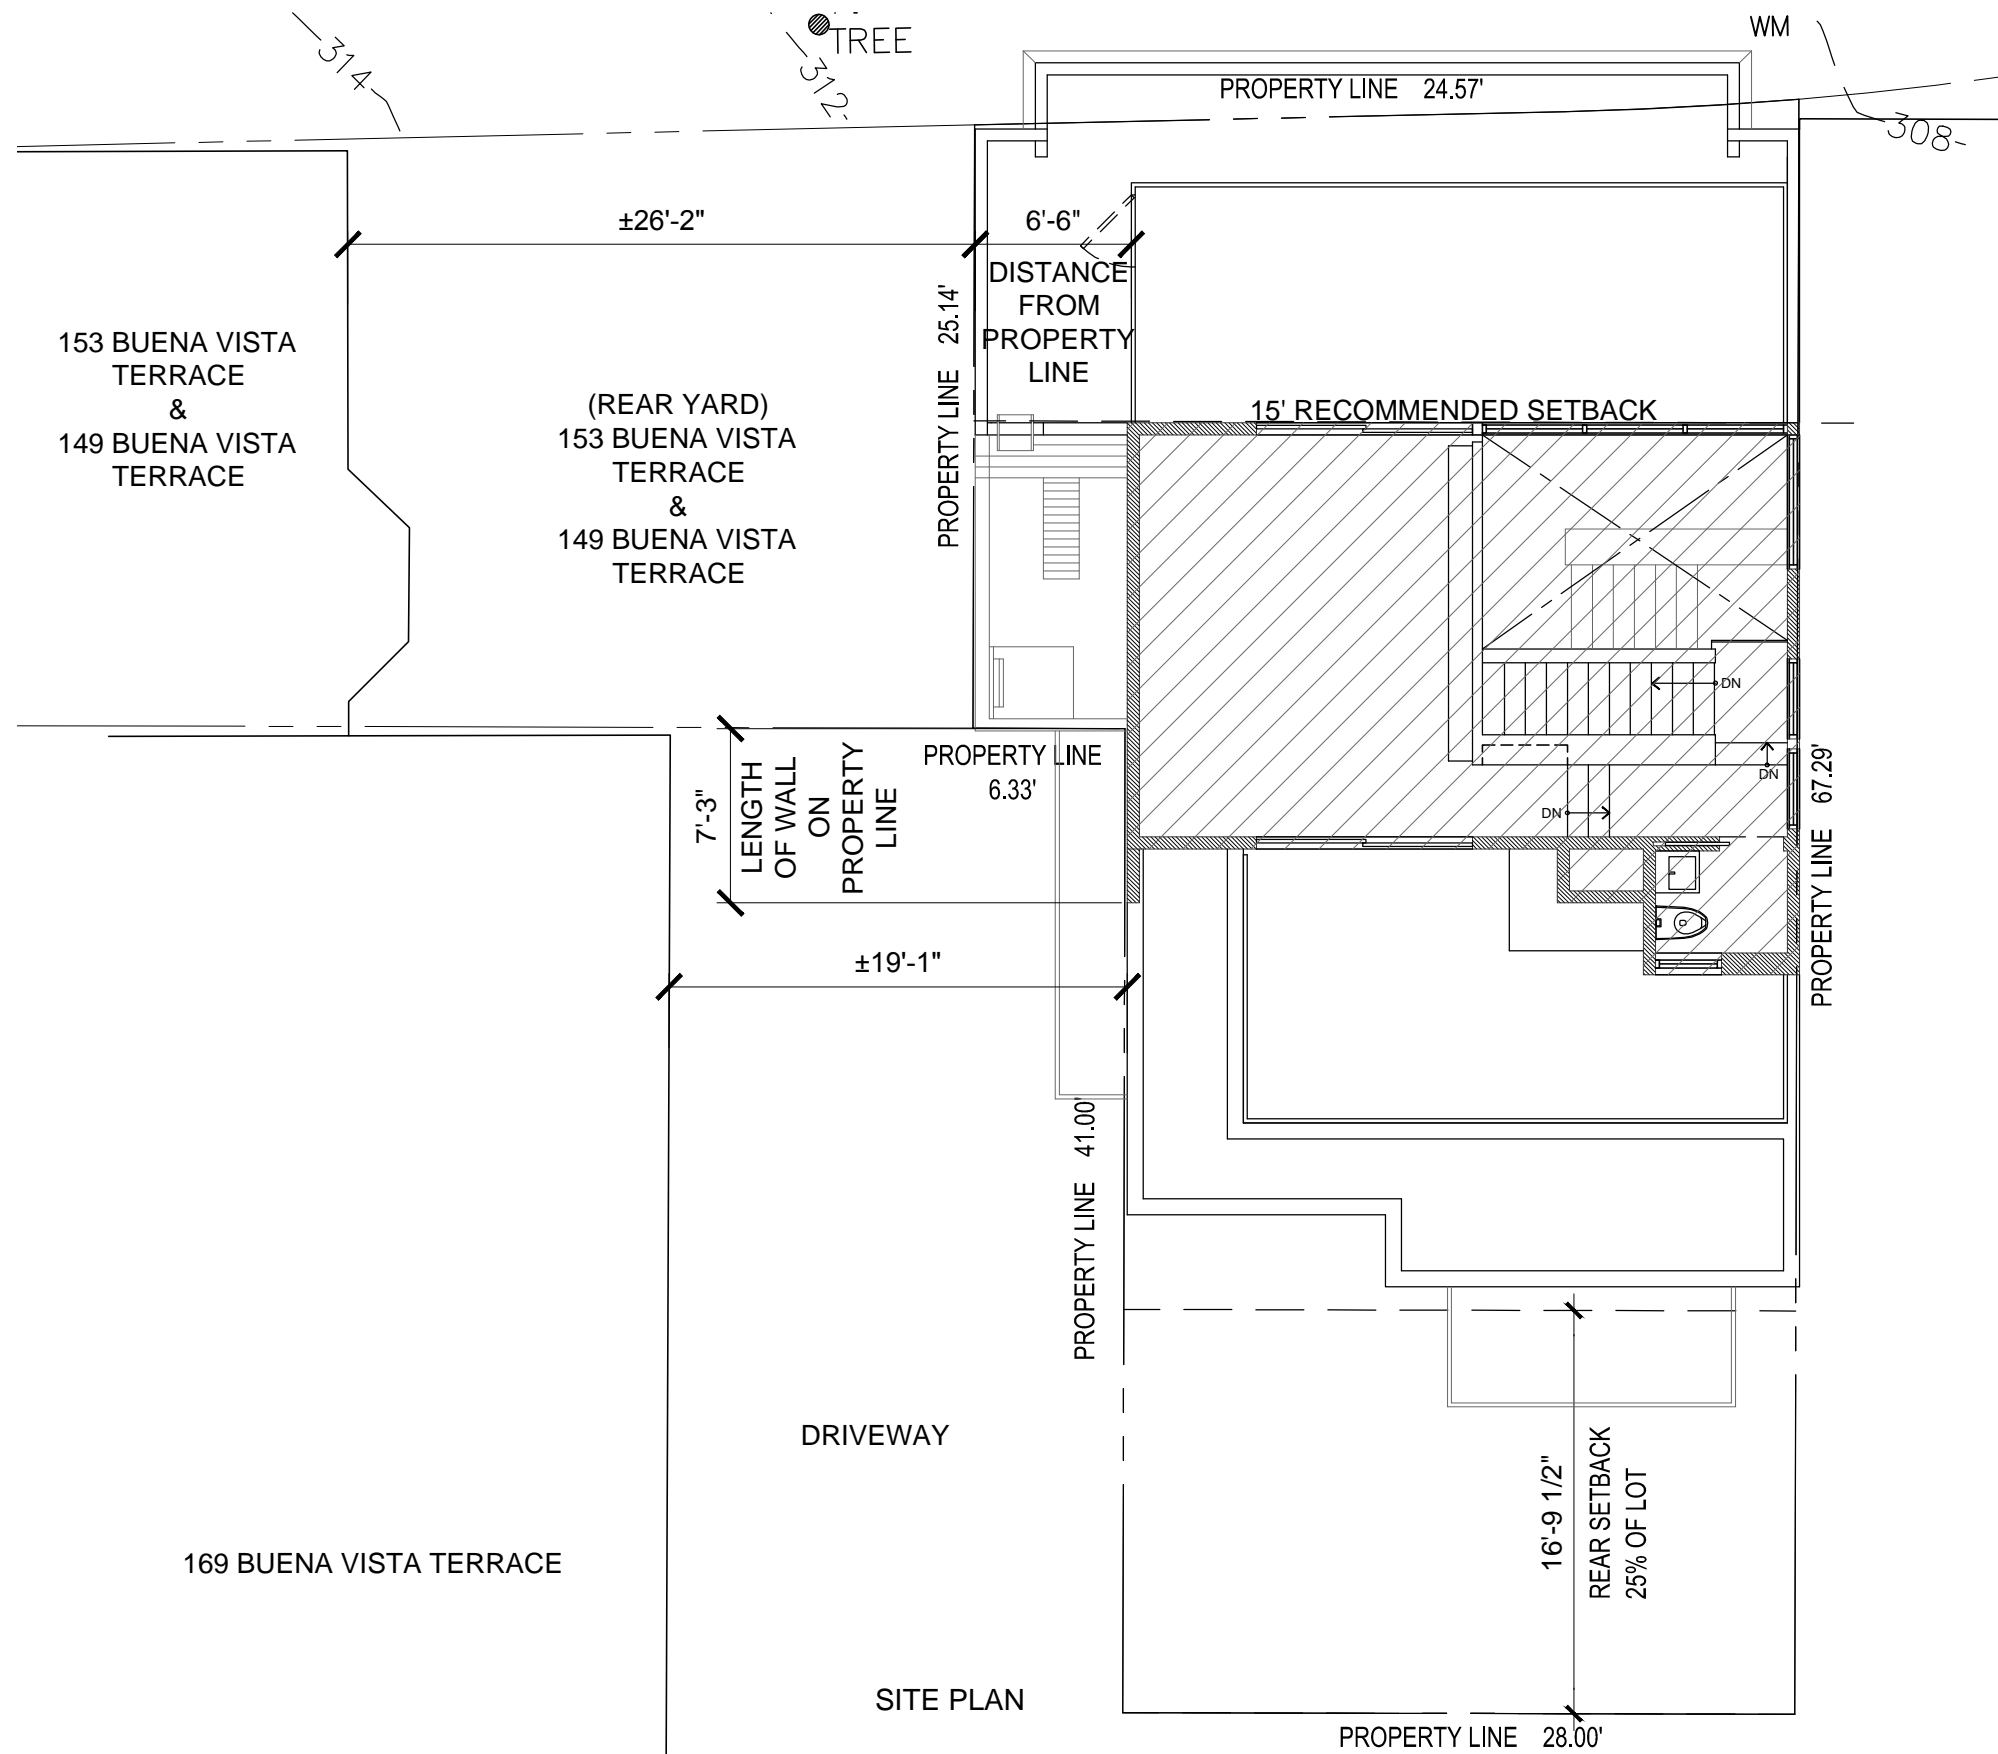 TREE
WM
314
312
308
PROPERTY LINE 24.57'
±26'-2"
6'-6"
DISTANCE
FROM
PROPERTY
LINE
PROPERTY LINE 25.14'
153 BUENA VISTA
TERRACE
&
149 BUENA VISTA
TERRACE
(REAR YARD)
153 BUENA VISTA
TERRACE
&
149 BUENA VISTA
TERRACE
15' RECOMMENDED SETBACK
DN
DN
DN
PROPERTY LINE
6.33'
7'-3"
LENGTH
OF WALL
ON
PROPERTY
LINE
PROPERTY LINE 67.29'
±19'-1"
PROPERTY LINE 41.00'
DRIVEWAY
16'-9 1/2"
REAR SETBACK
25% OF LOT
169 BUENA VISTA TERRACE
SITE PLAN
PROPERTY LINE 28.00'